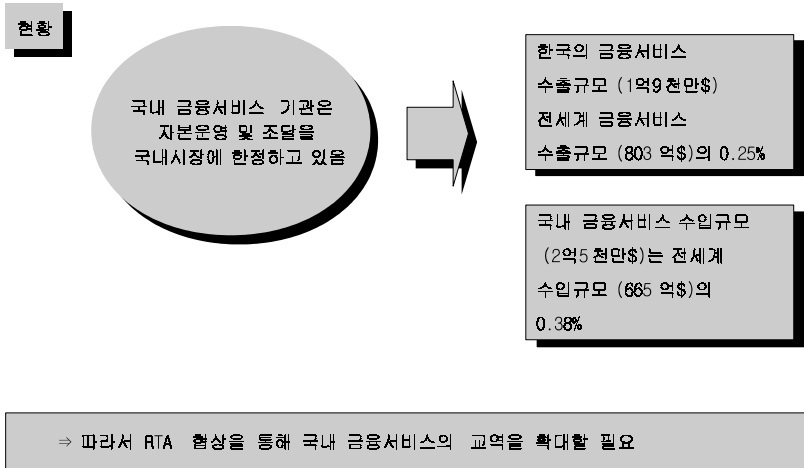 현황
국내 금융서비스 기관은
자본운영 및 조달을
국내시장에 한정하고 있음
한국의 금융서비스
수출규모 (1억9천만$)
전세계 금융서비스
수출규모 (803 억$)의 0.25%
국내 금융서비스 수입규모
(2억5천만$)는 전세계
수입규모 (665 억$)의
0.38%
⇒ 따라서 RTA 협상을 통해 국내 금융서비스의 교역을 확대할 필요